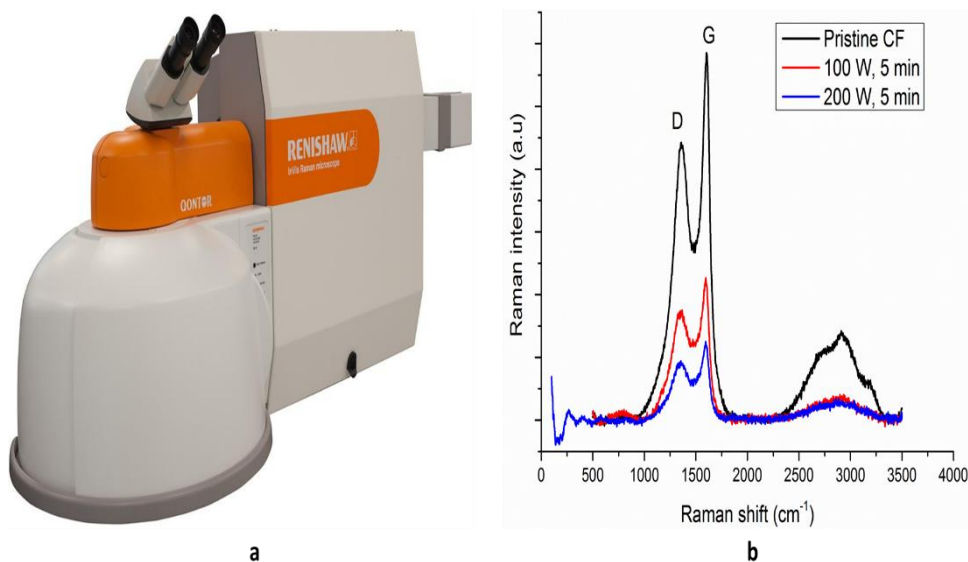 RENISHAW
inVia Raman microscope
QONTOR
a
Pristine CF
100 W, 5 min
200 W, 5 min
G
D
Raman intensity (a.u)
0 500 1000 1500 2000 2500 3000 3500 4000
Raman shift (cm-1)
b